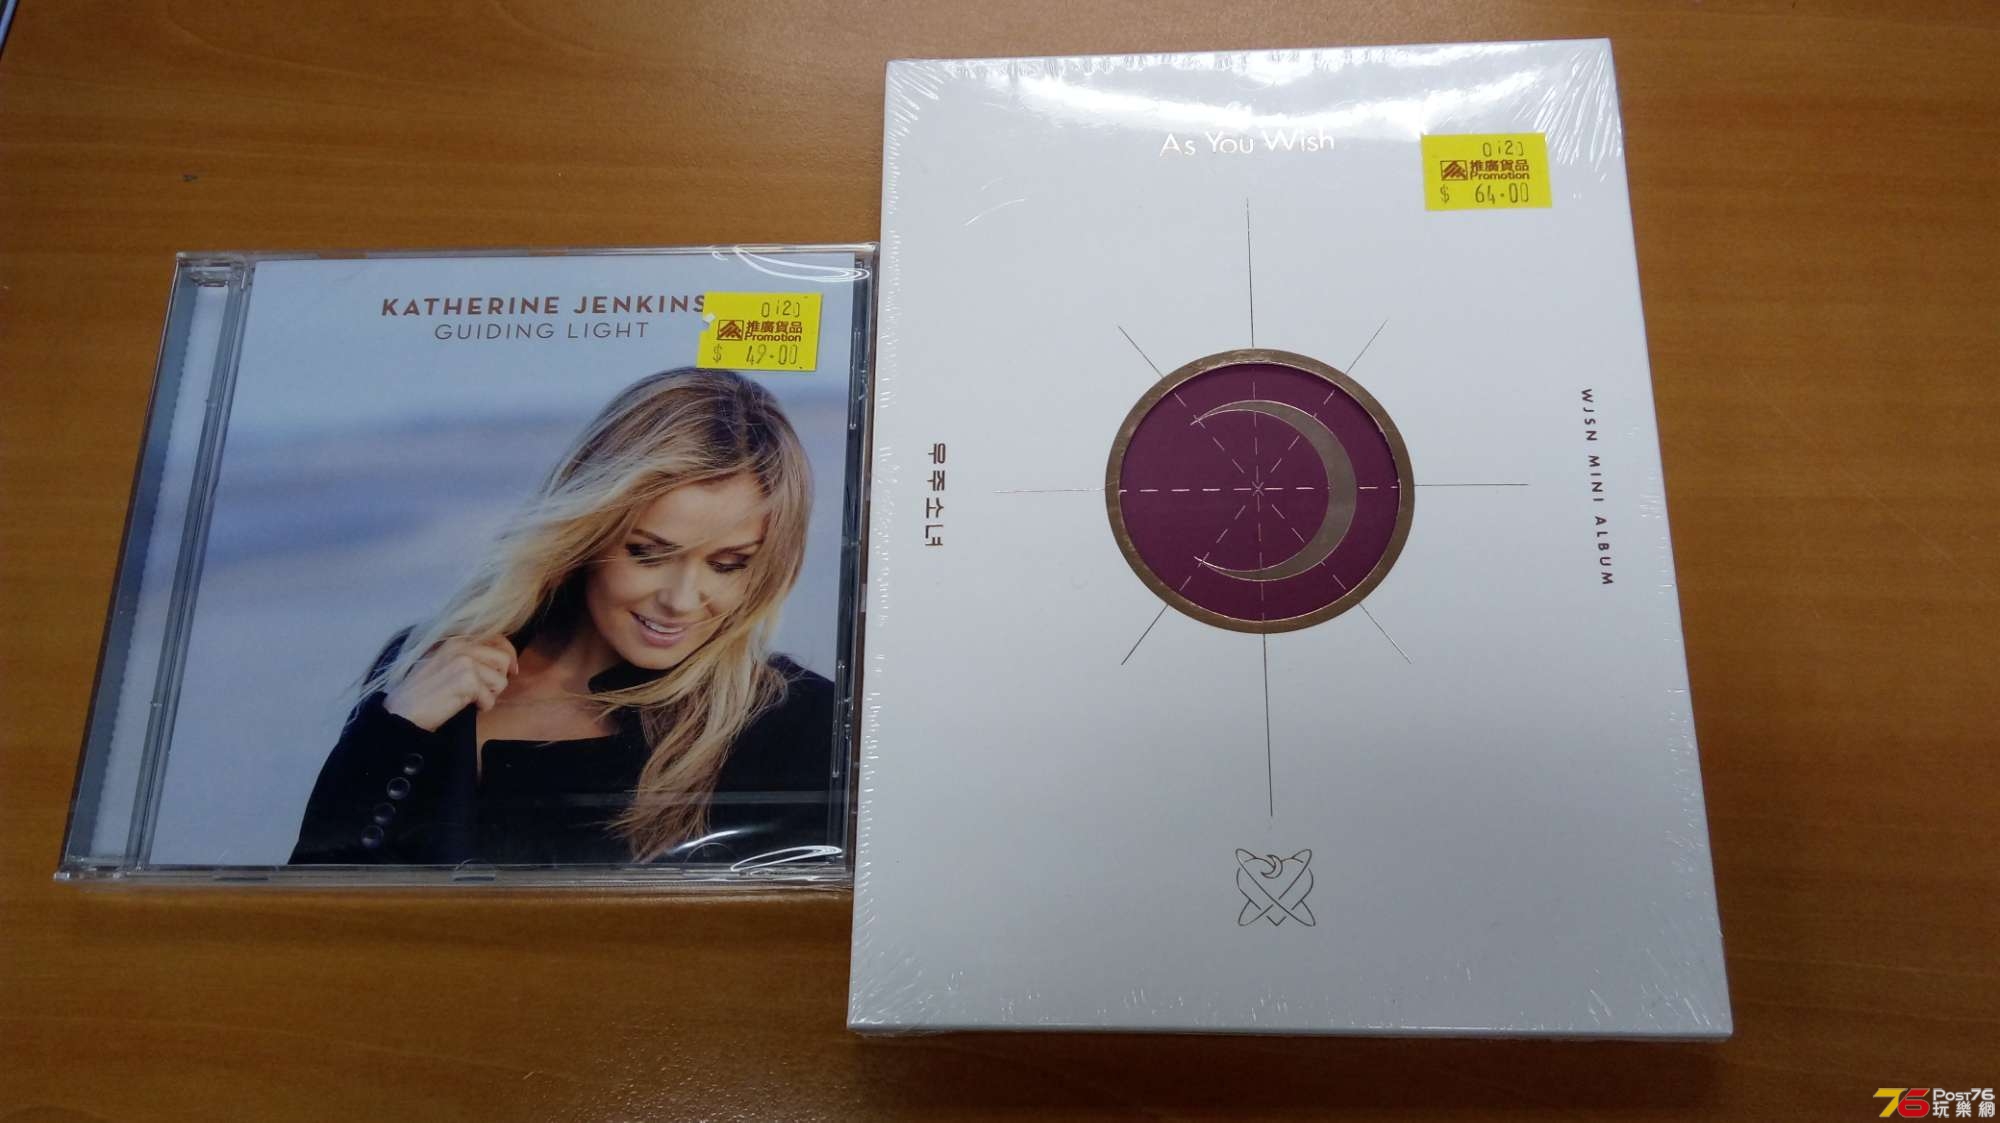 KATHERINE JENKINS
GUIDING LIGHT
0120
推廣貨品
Promotion
$ 49.00
As You Wish
0120
推廣貨品
Promotion
$ 64.00
우주소녀
WJSN MINI ALBUM
76 Post76
玩樂網